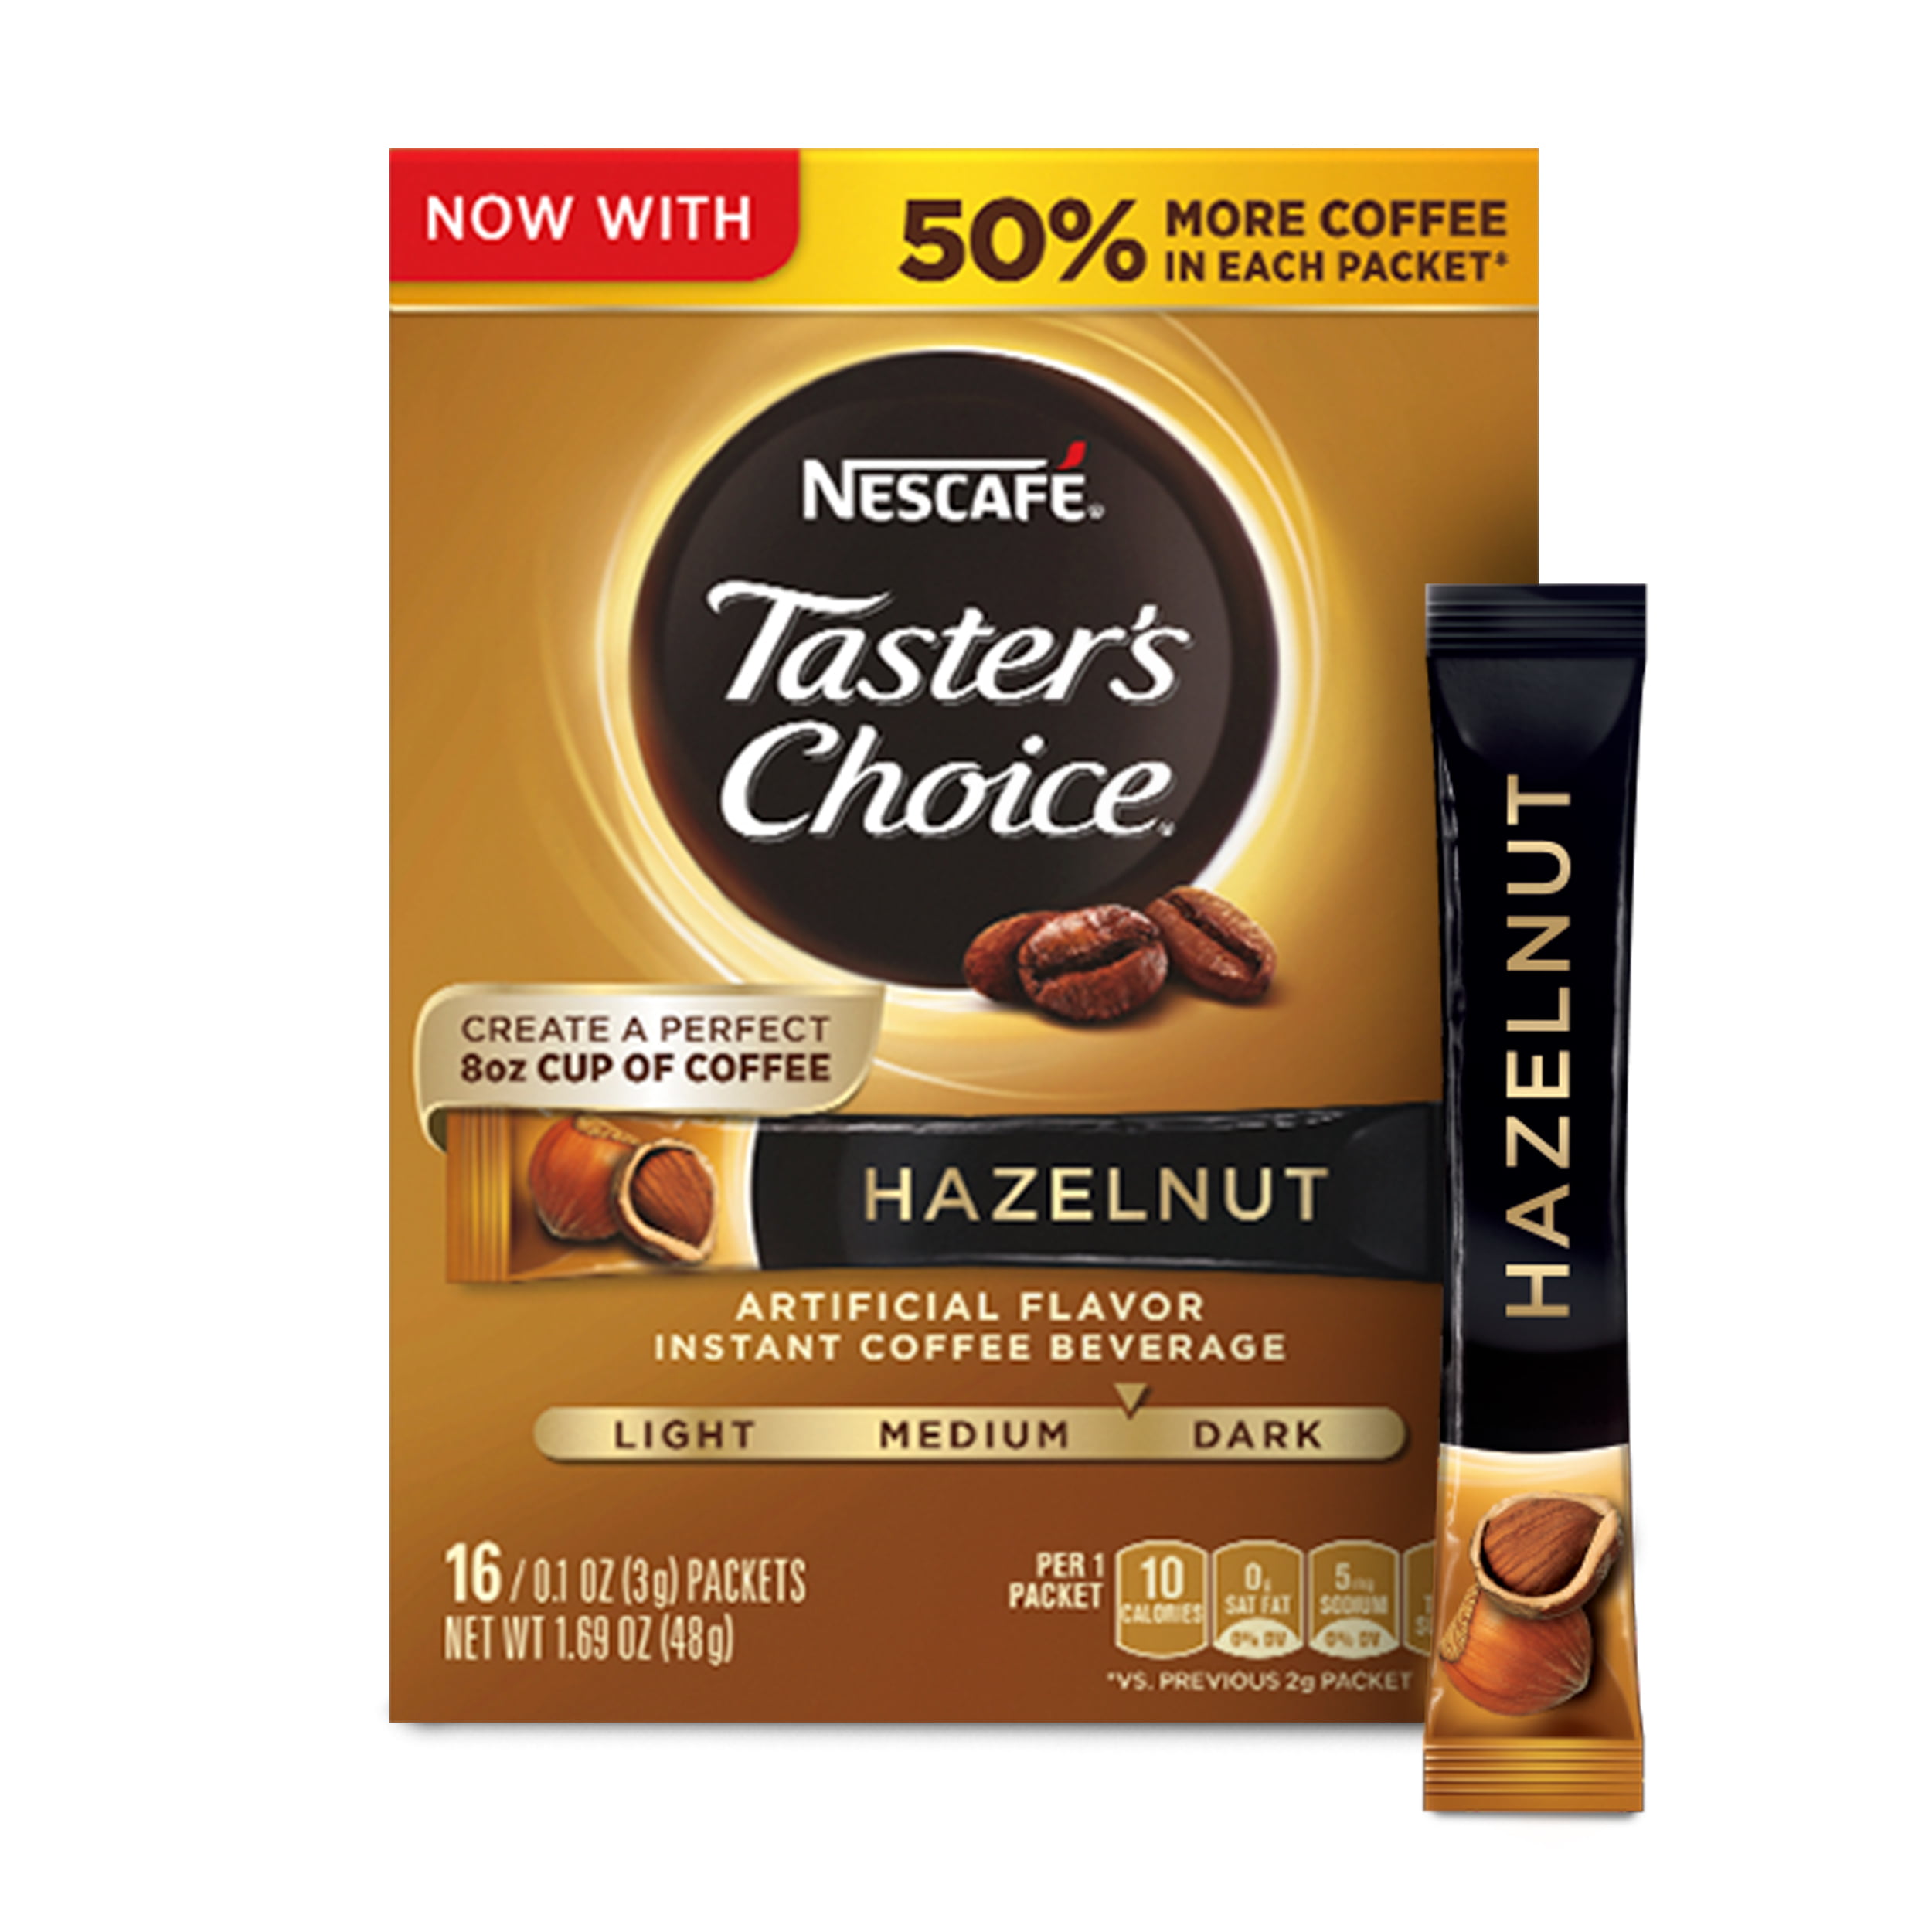 NOW WITH
50% MORE COFFEE
IN EACH PACKET*
NESCAFÉ®
Taster's
Choice®
CREATE A PERFECT
8oz CUP OF COFFEE
HAZELNUT
ARTIFICIAL FLAVOR
INSTANT COFFEE BEVERAGE
LIGHT MEDIUM DARK
16 / 0.1 OZ (3g) PACKETS
NET WT 1.69 OZ (48g)
PER 1
PACKET
10
CALORIES
0g
SAT FAT
0% DV
5mg
SODIUM
0% DV
*VS. PREVIOUS 2g PACKET
HAZELNUT